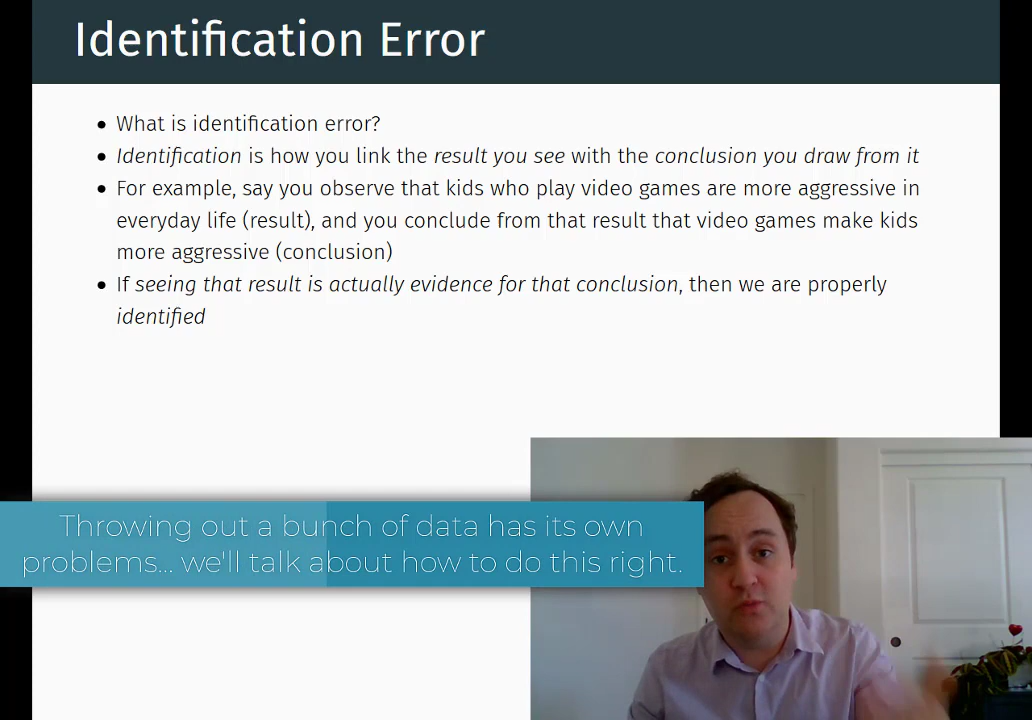 Identification Error
• What is identification error?
• Identification is how you link the result you see with the conclusion you draw from it
• For example, say you observe that kids who play video games are more aggressive in
everyday life (result), and you conclude from that result that video games make kids
more aggressive (conclusion)
• If seeing that result is actually evidence for that conclusion, then we are properly
identified
Throwing out a bunch of data has its own
problems... we'll talk about how to do this right.